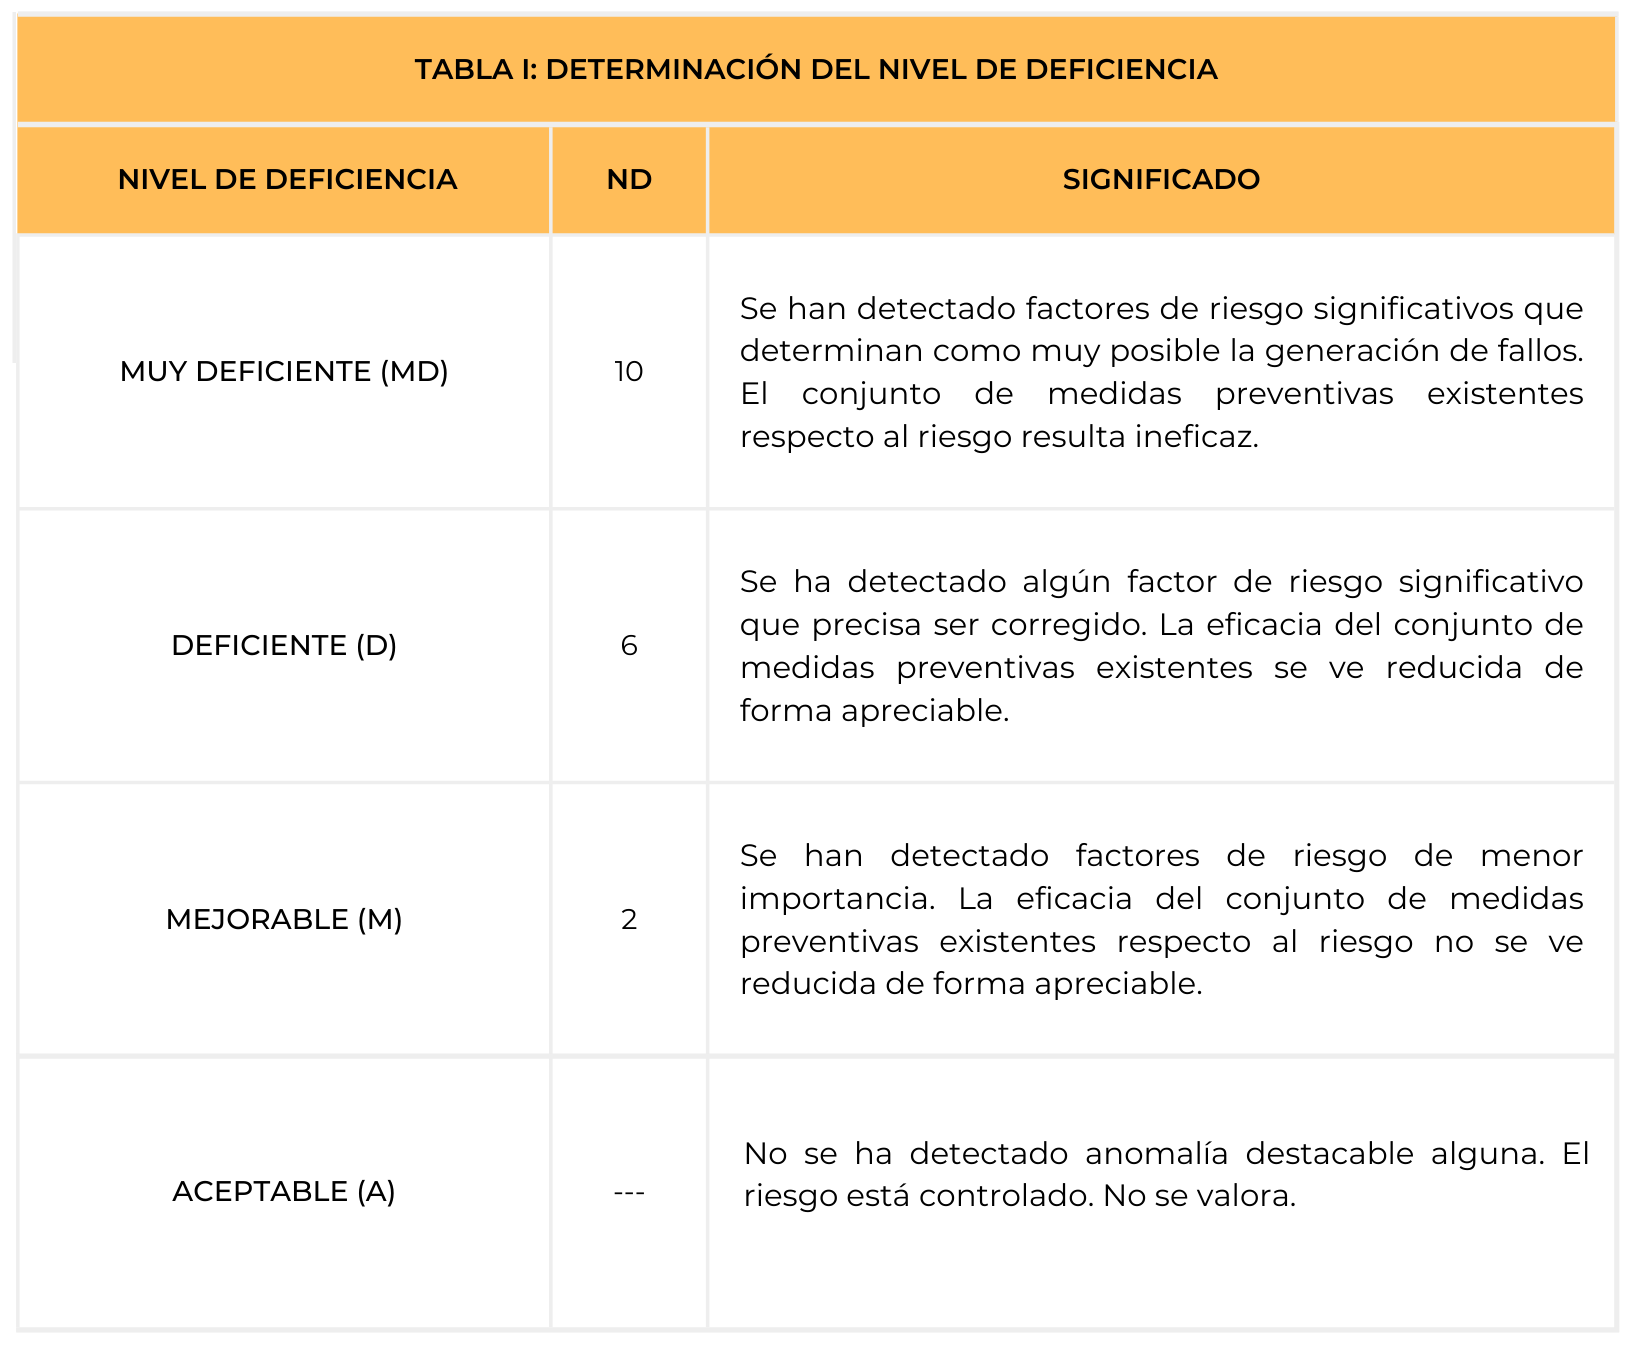 TABLA I: DETERMINACIÓN DEL NIVEL DE DEFICIENCIA
NIVEL DE DEFICIENCIA
ND
SIGNIFICADO
MUY DEFICIENTE (MD)
10
Se han detectado factores de riesgo significativos que
determinan como muy posible la generación de fallos.
El conjunto de medidas preventivas existentes
respecto al riesgo resulta ineficaz.
DEFICIENTE (D)
6
Se ha detectado algún factor de riesgo significativo
que precisa ser corregido. La eficacia del conjunto de
medidas preventivas existentes se ve reducida de
forma apreciable.
MEJORABLE (M)
2
Se han detectado factores de riesgo de menor
importancia. La eficacia del conjunto de medidas
preventivas existentes respecto al riesgo no se ve
reducida de forma apreciable.
ACEPTABLE (A)
---
No se ha detectado anomalía destacable alguna. El
riesgo está controlado. No se valora.